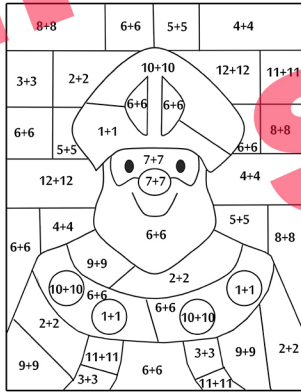 8+8 6+6 5+5 4+4
10+10 12+12 11+11
3+3 2+2
6+6 6+6
6+6 1+1 8+8
5+5 6+6
7+7
12+12 7+7 4+4
4+4 5+5
6+6 6+6 8+8
9+9
2+2
10+10 6+6 1+1
6+6
2+2 1+1 10+10
11+11 3+3 9+9 2+2
9+9 6+6
3+3 11+11